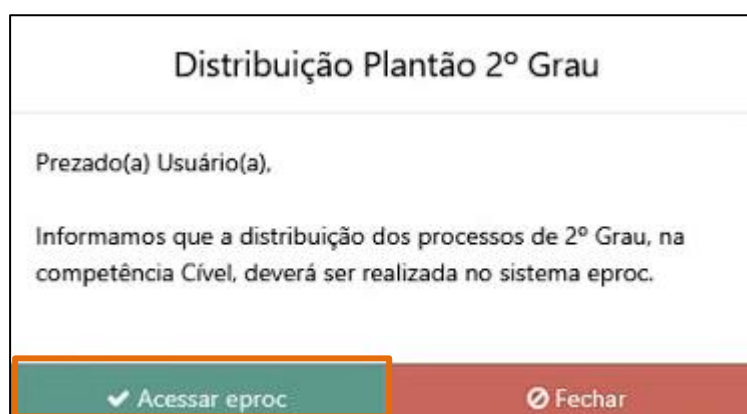 Distribuição Plantão 2º Grau
Prezado(a) Usuário(a),
Informamos que a distribuição dos processos de 2º Grau, na
competência Cível, deverá ser realizada no sistema eproc.
Acessar eproc
Fechar